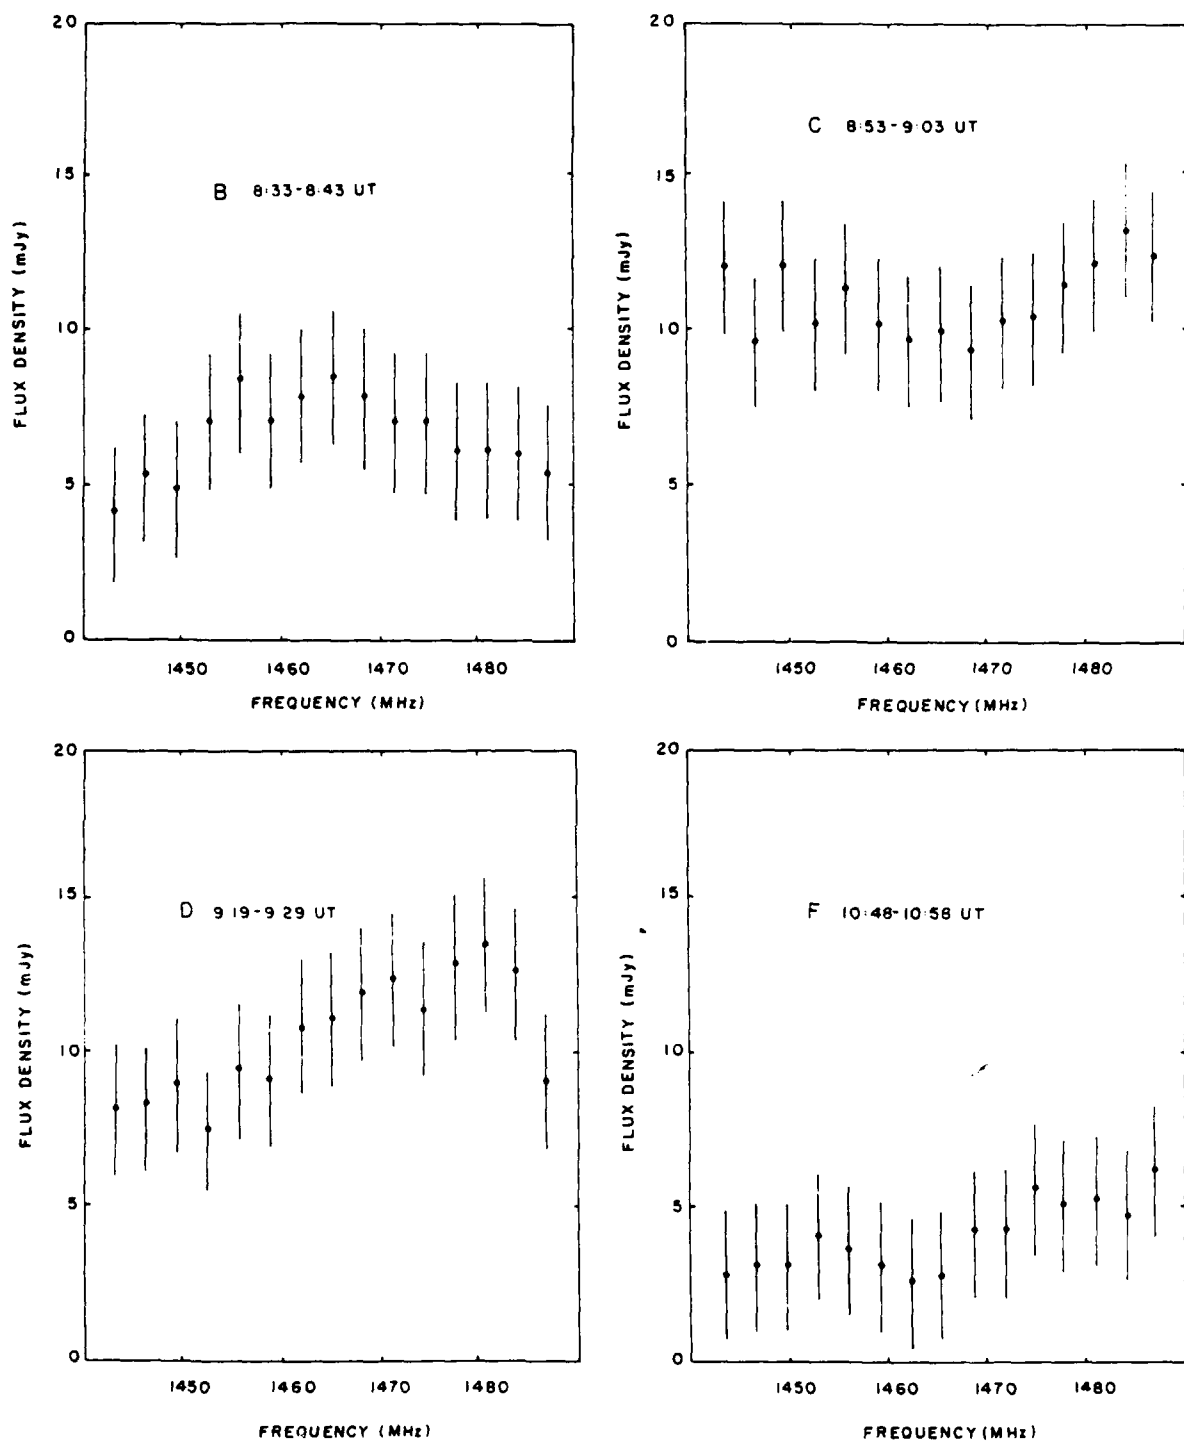 20
15
10
5
0
FLUX DENSITY (mJy)
B 8:33-8:43 UT
1450 1460 1470 1480
FREQUENCY (MHz)
20
15
10
5
0
FLUX DENSITY (mJy)
C 8:53-9:03 UT
1450 1460 1470 1480
FREQUENCY (MHz)
20
15
10
5
0
FLUX DENSITY (mJy)
D 9 19-9 29 UT
1450 1460 1470 1480
FREQUENCY (MHz)
20
15
10
5
0
FLUX DENSITY (mJy)
F 10:48-10:58 UT
1450 1460 1470 1480
FREQUENCY (MHz)